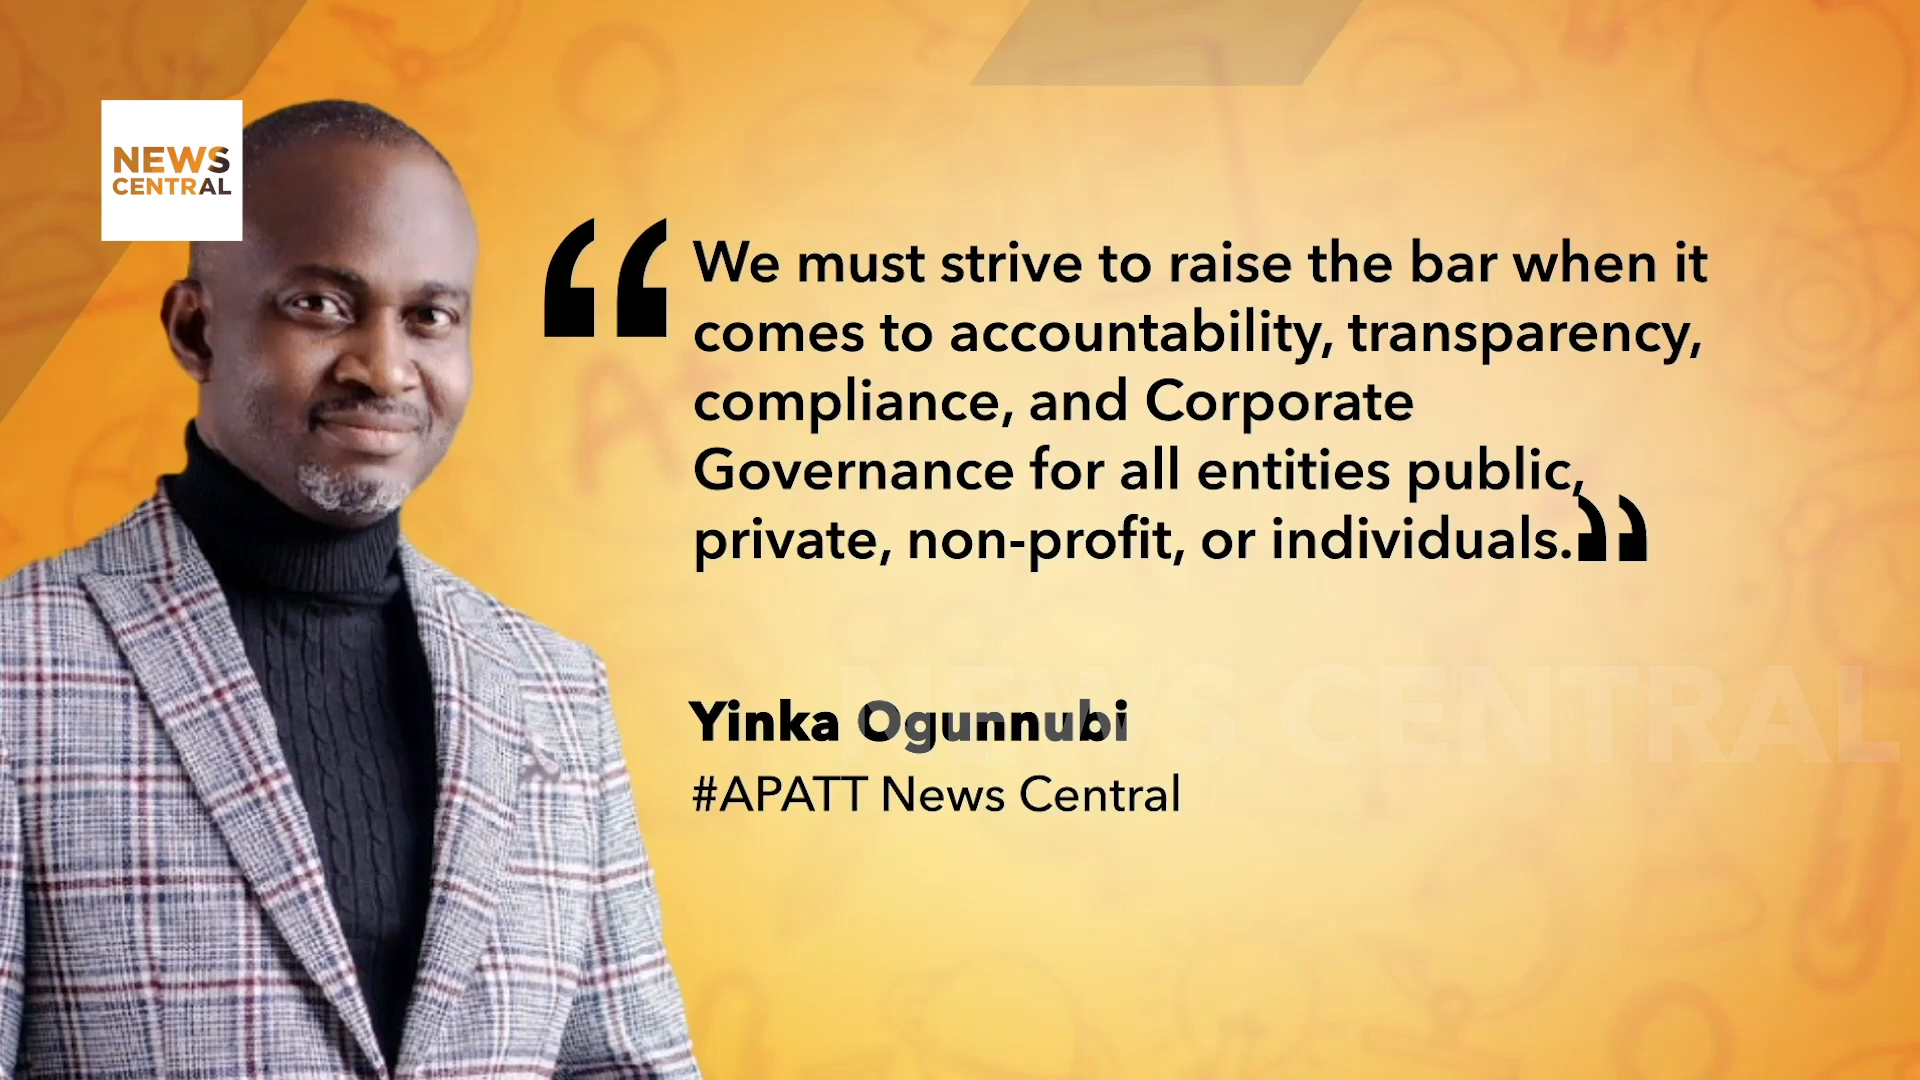 NEWS
CENTRAL
“We must strive to raise the bar when it
comes to accountability, transparency,
compliance, and Corporate
Governance for all entities public,
private, non-profit, or individuals.”
Yinka Ogunnubi
NEWS CENTRAL
#APATT News Central